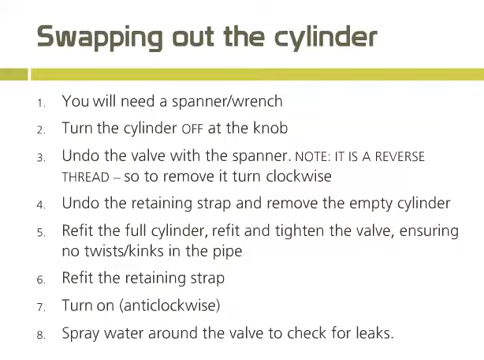 Swapping out the cylinder
1. You will need a spanner/wrench
2. Turn the cylinder OFF at the knob
3. Undo the valve with the spanner. NOTE: IT IS A REVERSE
THREAD – so to remove it turn clockwise
4. Undo the retaining strap and remove the empty cylinder
5. Refit the full cylinder, refit and tighten the valve, ensuring
no twists/kinks in the pipe
6. Refit the retaining strap
7. Turn on (anticlockwise)
8. Spray water around the valve to check for leaks.